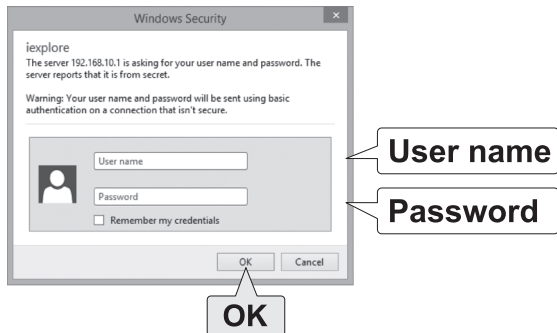 Windows Security
iexplore
The server 192.168.10.1 is asking for your user name and password. The
server reports that it is from secret.
Warning: Your user name and password will be sent using basic
authentication on a connection that isn't secure.
User name
Password
Remember my credentials
OK
Cancel
User name
Password
OK